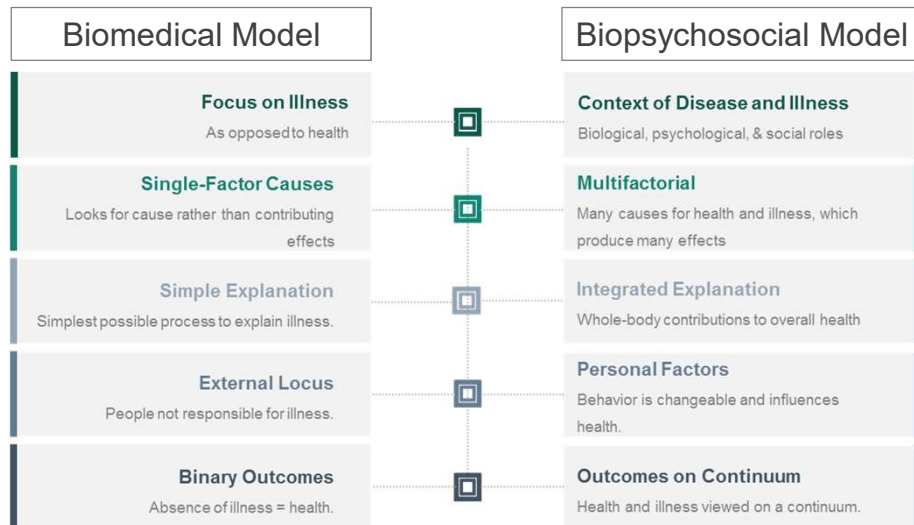 Biomedical Model
Biopsychosocial Model
Focus on Illness
As opposed to health
Context of Disease and Illness
Biological, psychological, & social roles
Single-Factor Causes
Looks for cause rather than contributing
effects
Multifactorial
Many causes for health and illness, which
produce many effects
Simple Explanation
Simplest possible process to explain illness.
Integrated Explanation
Whole-body contributions to overall health
External Locus
People not responsible for illness.
Personal Factors
Behavior is changeable and influences
health.
Binary Outcomes
Absence of illness = health.
Outcomes on Continuum
Health and illness viewed on a continuum.